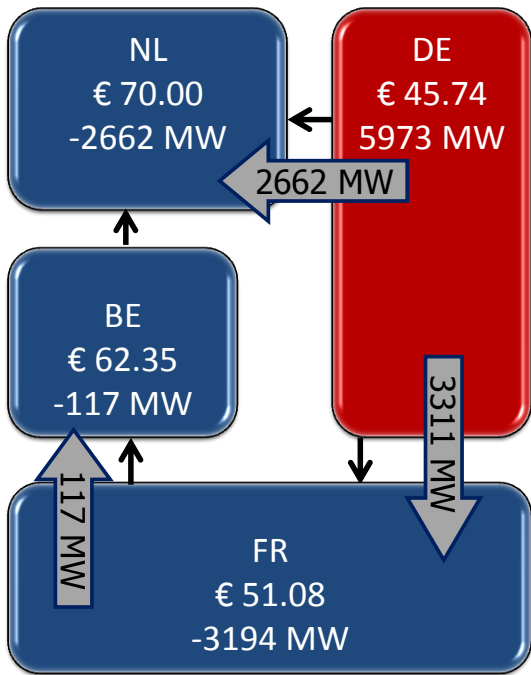 NL
€ 70.00
-2662 MW
DE
€ 45.74
5973 MW
2662 MW
BE
€ 62.35
-117 MW
3311 MW
117 MW
FR
€ 51.08
-3194 MW